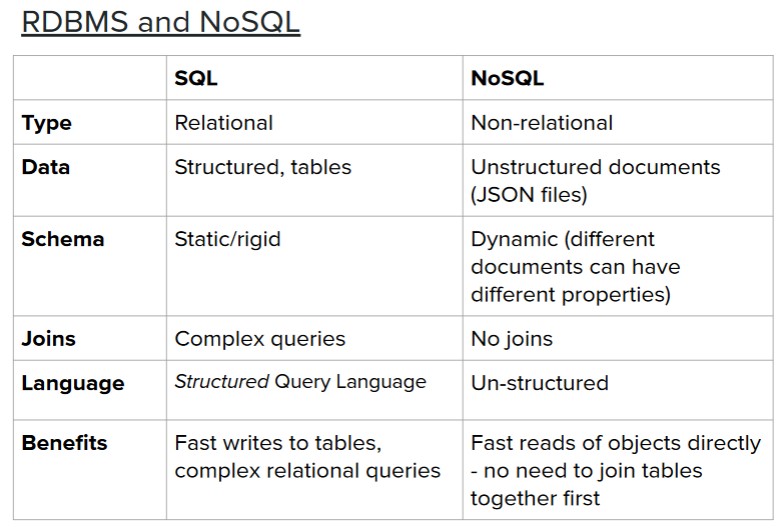 RDBMS and NoSQL
SQL NoSQL
Type Relational Non-relational
Data Structured, tables Unstructured documents
(JSON files)
Schema Static/rigid Dynamic (different
documents can have
different properties)
Joins Complex queries No joins
Language Structured Query Language Un-structured
Benefits Fast writes to tables, Fast reads of objects directly
complex relational queries - no need to join tables
together first